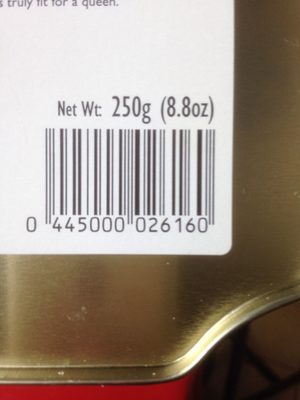 s truly fit for a queen.
Net Wt: 250g (8.8oz)
0 445000 026160